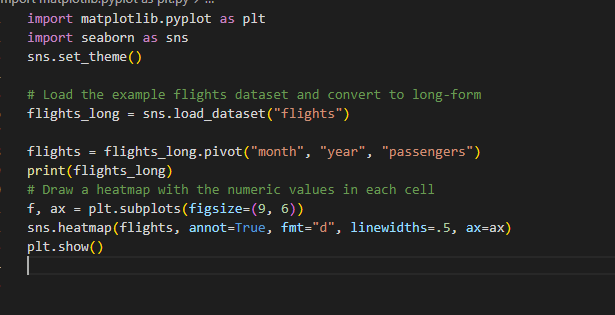 import matplotlib.pyplot as plt.py > ...
import matplotlib.pyplot as plt
import seaborn as sns
sns.set_theme()
# Load the example flights dataset and convert to long-form
flights_long = sns.load_dataset("flights")
flights = flights_long.pivot("month", "year", "passengers")
print(flights_long)
# Draw a heatmap with the numeric values in each cell
f, ax = plt.subplots(figsize=(9, 6))
sns.heatmap(flights, annot=True, fmt="d", linewidths=.5, ax=ax)
plt.show()